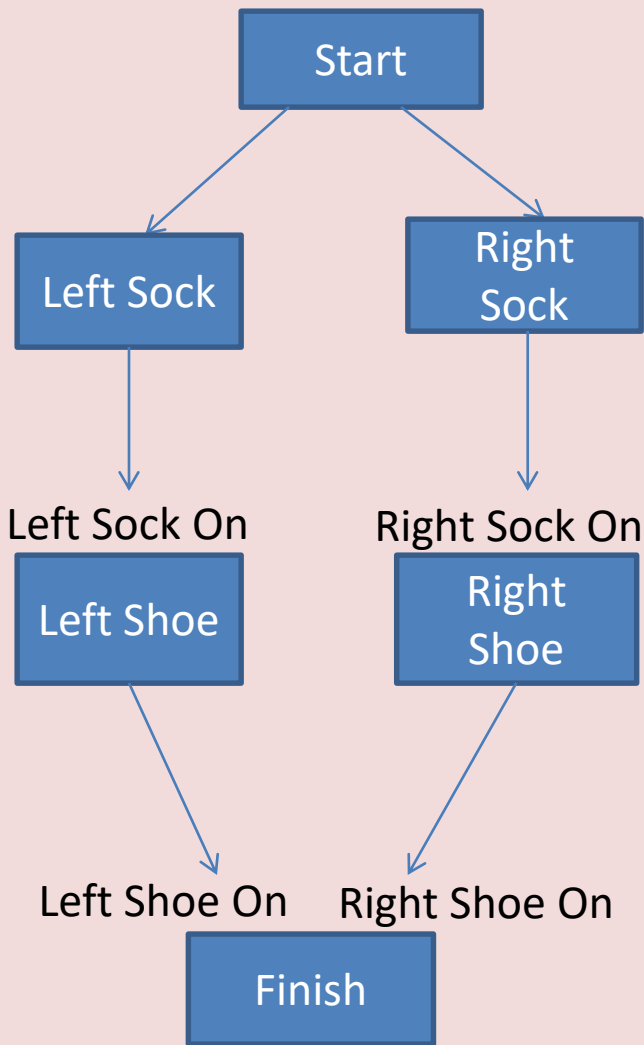 Start
Left Sock
Right
Sock
Left Sock On
Right Sock On
Left Shoe
Right
Shoe
Left Shoe On
Right Shoe On
Finish